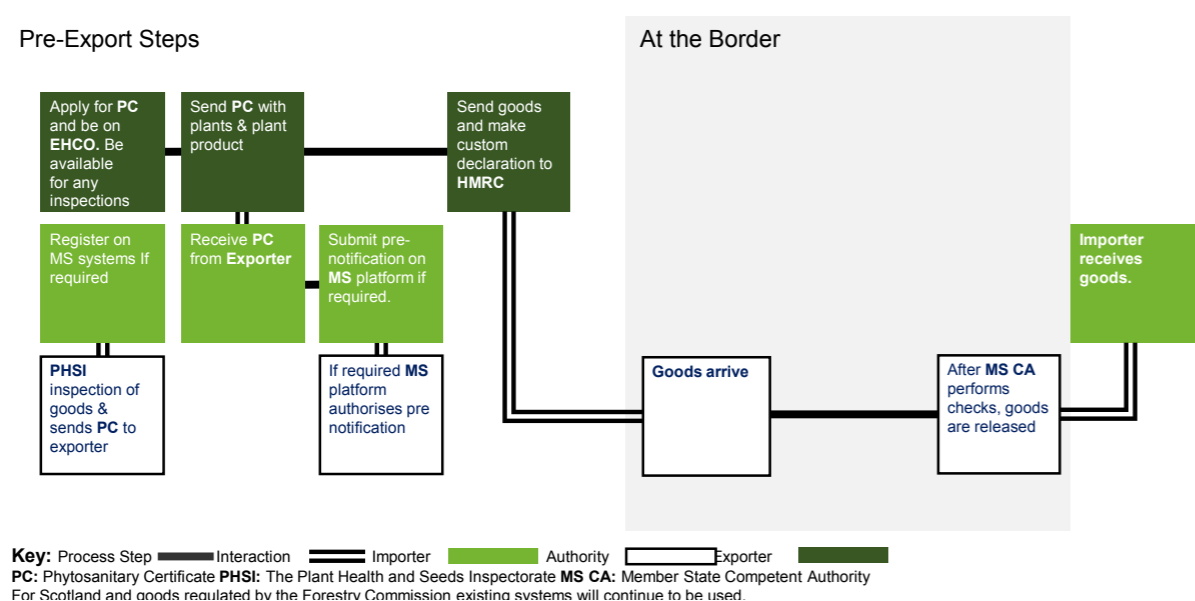 Pre-Export Steps
At the Border
Apply for PC
and be on
EHCO. Be
available
for any
inspections
Send PC with
plants & plant
product
Send goods
and make
custom
declaration to
HMRC
Register on
MS systems If
required
Receive PC
from Exporter
Submit pre-
notification on
MS platform if
required.
Importer
receives
goods.
PHSI
inspection of
goods &
sends PC to
exporter
If required MS
platform
authorises pre
notification
Goods arrive
After MS CA
performs
checks, goods
are released
Key: Process Step Interaction Importer Authority Exporter
PC: Phytosanitary Certificate PHSI: The Plant Health and Seeds Inspectorate MS CA: Member State Competent Authority
For Scotland and goods regulated by the Forestry Commission existing systems will continue to be used.